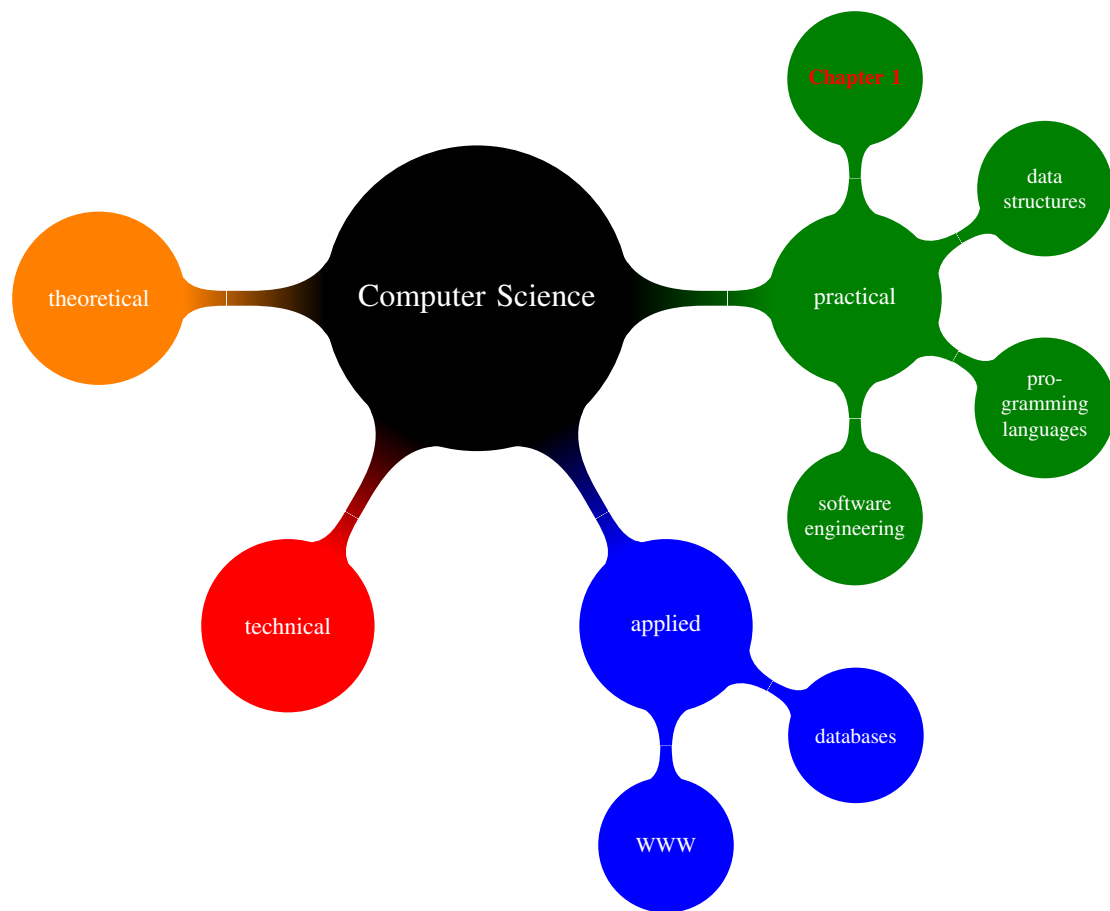 Chapter 1
data
structures
theoretical
Computer Science
practical
pro-
gramming
languages
software
engineering
technical
applied
databases
WWW